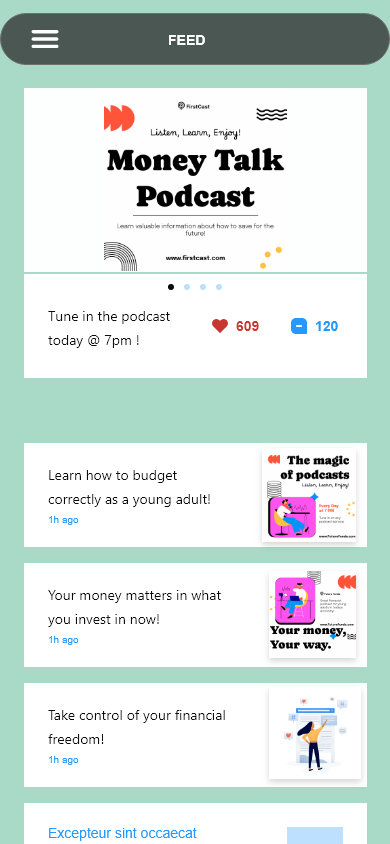 FEED
FirstCast
Listen, Learn, Enjoy!
Money Talk
Podcast
Learn valuable information about how to save for the
future!
www.firstcast.com
Tune in the podcast
today @ 7pm !
609
120
Learn how to budget
correctly as a young adult!
1h ago
The magic
of podcasts
Listen, Learn, Enjoy!
Every Day
at 7 PM
www.FutureFunds.com
Your money matters in what
you invest in now!
1h ago
Your money,
Your way.
Take control of your financial
freedom!
1h ago
Excepteur sint occaecat